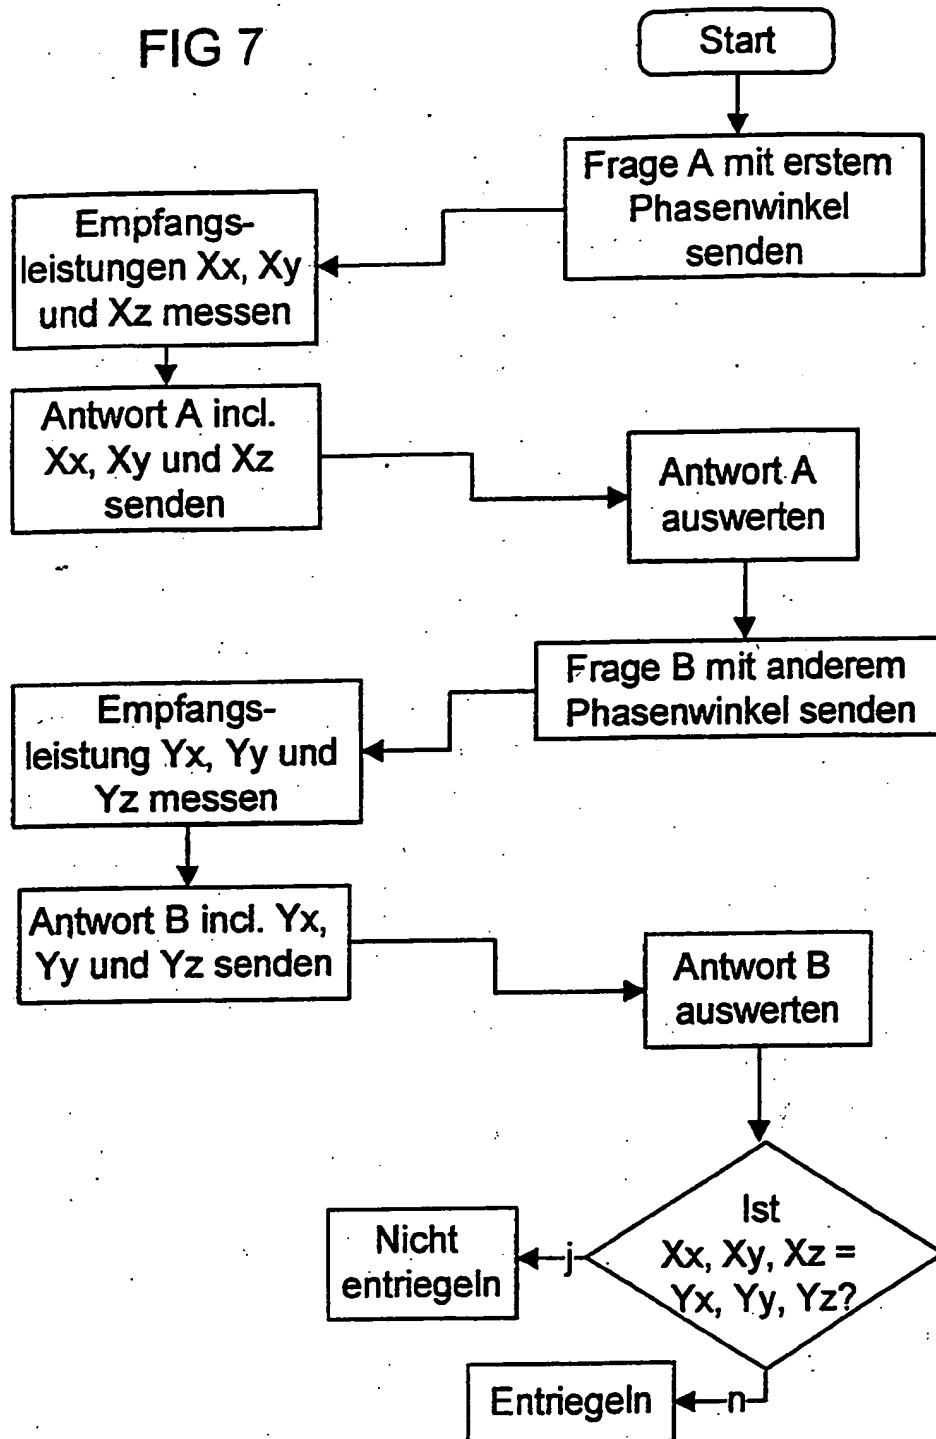 FIG 7
Start
Frage A mit erstem
Phasenwinkel
senden
Empfangs-
leistungen Xx, Xy
und Xz messen
Antwort A incl.
Xx, Xy und Xz
senden
Antwort A
auswerten
Frage B mit anderem
Phasenwinkel senden
Empfangs-
leistung Yx, Yy und
Yz messen
Antwort B incl. Yx,
Yy und Yz senden
Antwort B
auswerten
Ist
Xx, Xy, Xz =
Yx, Yy, Yz?
j
Nicht
entriegeln
n
Entriegeln